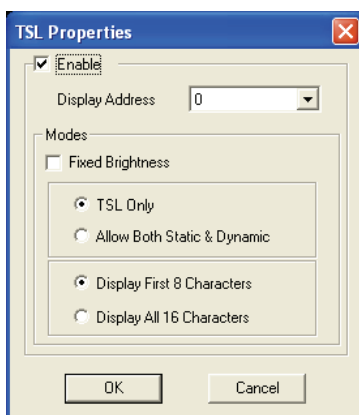 TSL Properties
Enable
Display Address 0
Modes
Fixed Brightness
TSL Only
Allow Both Static & Dynamic
Display First 8 Characters
Display All 16 Characters
OK Cancel